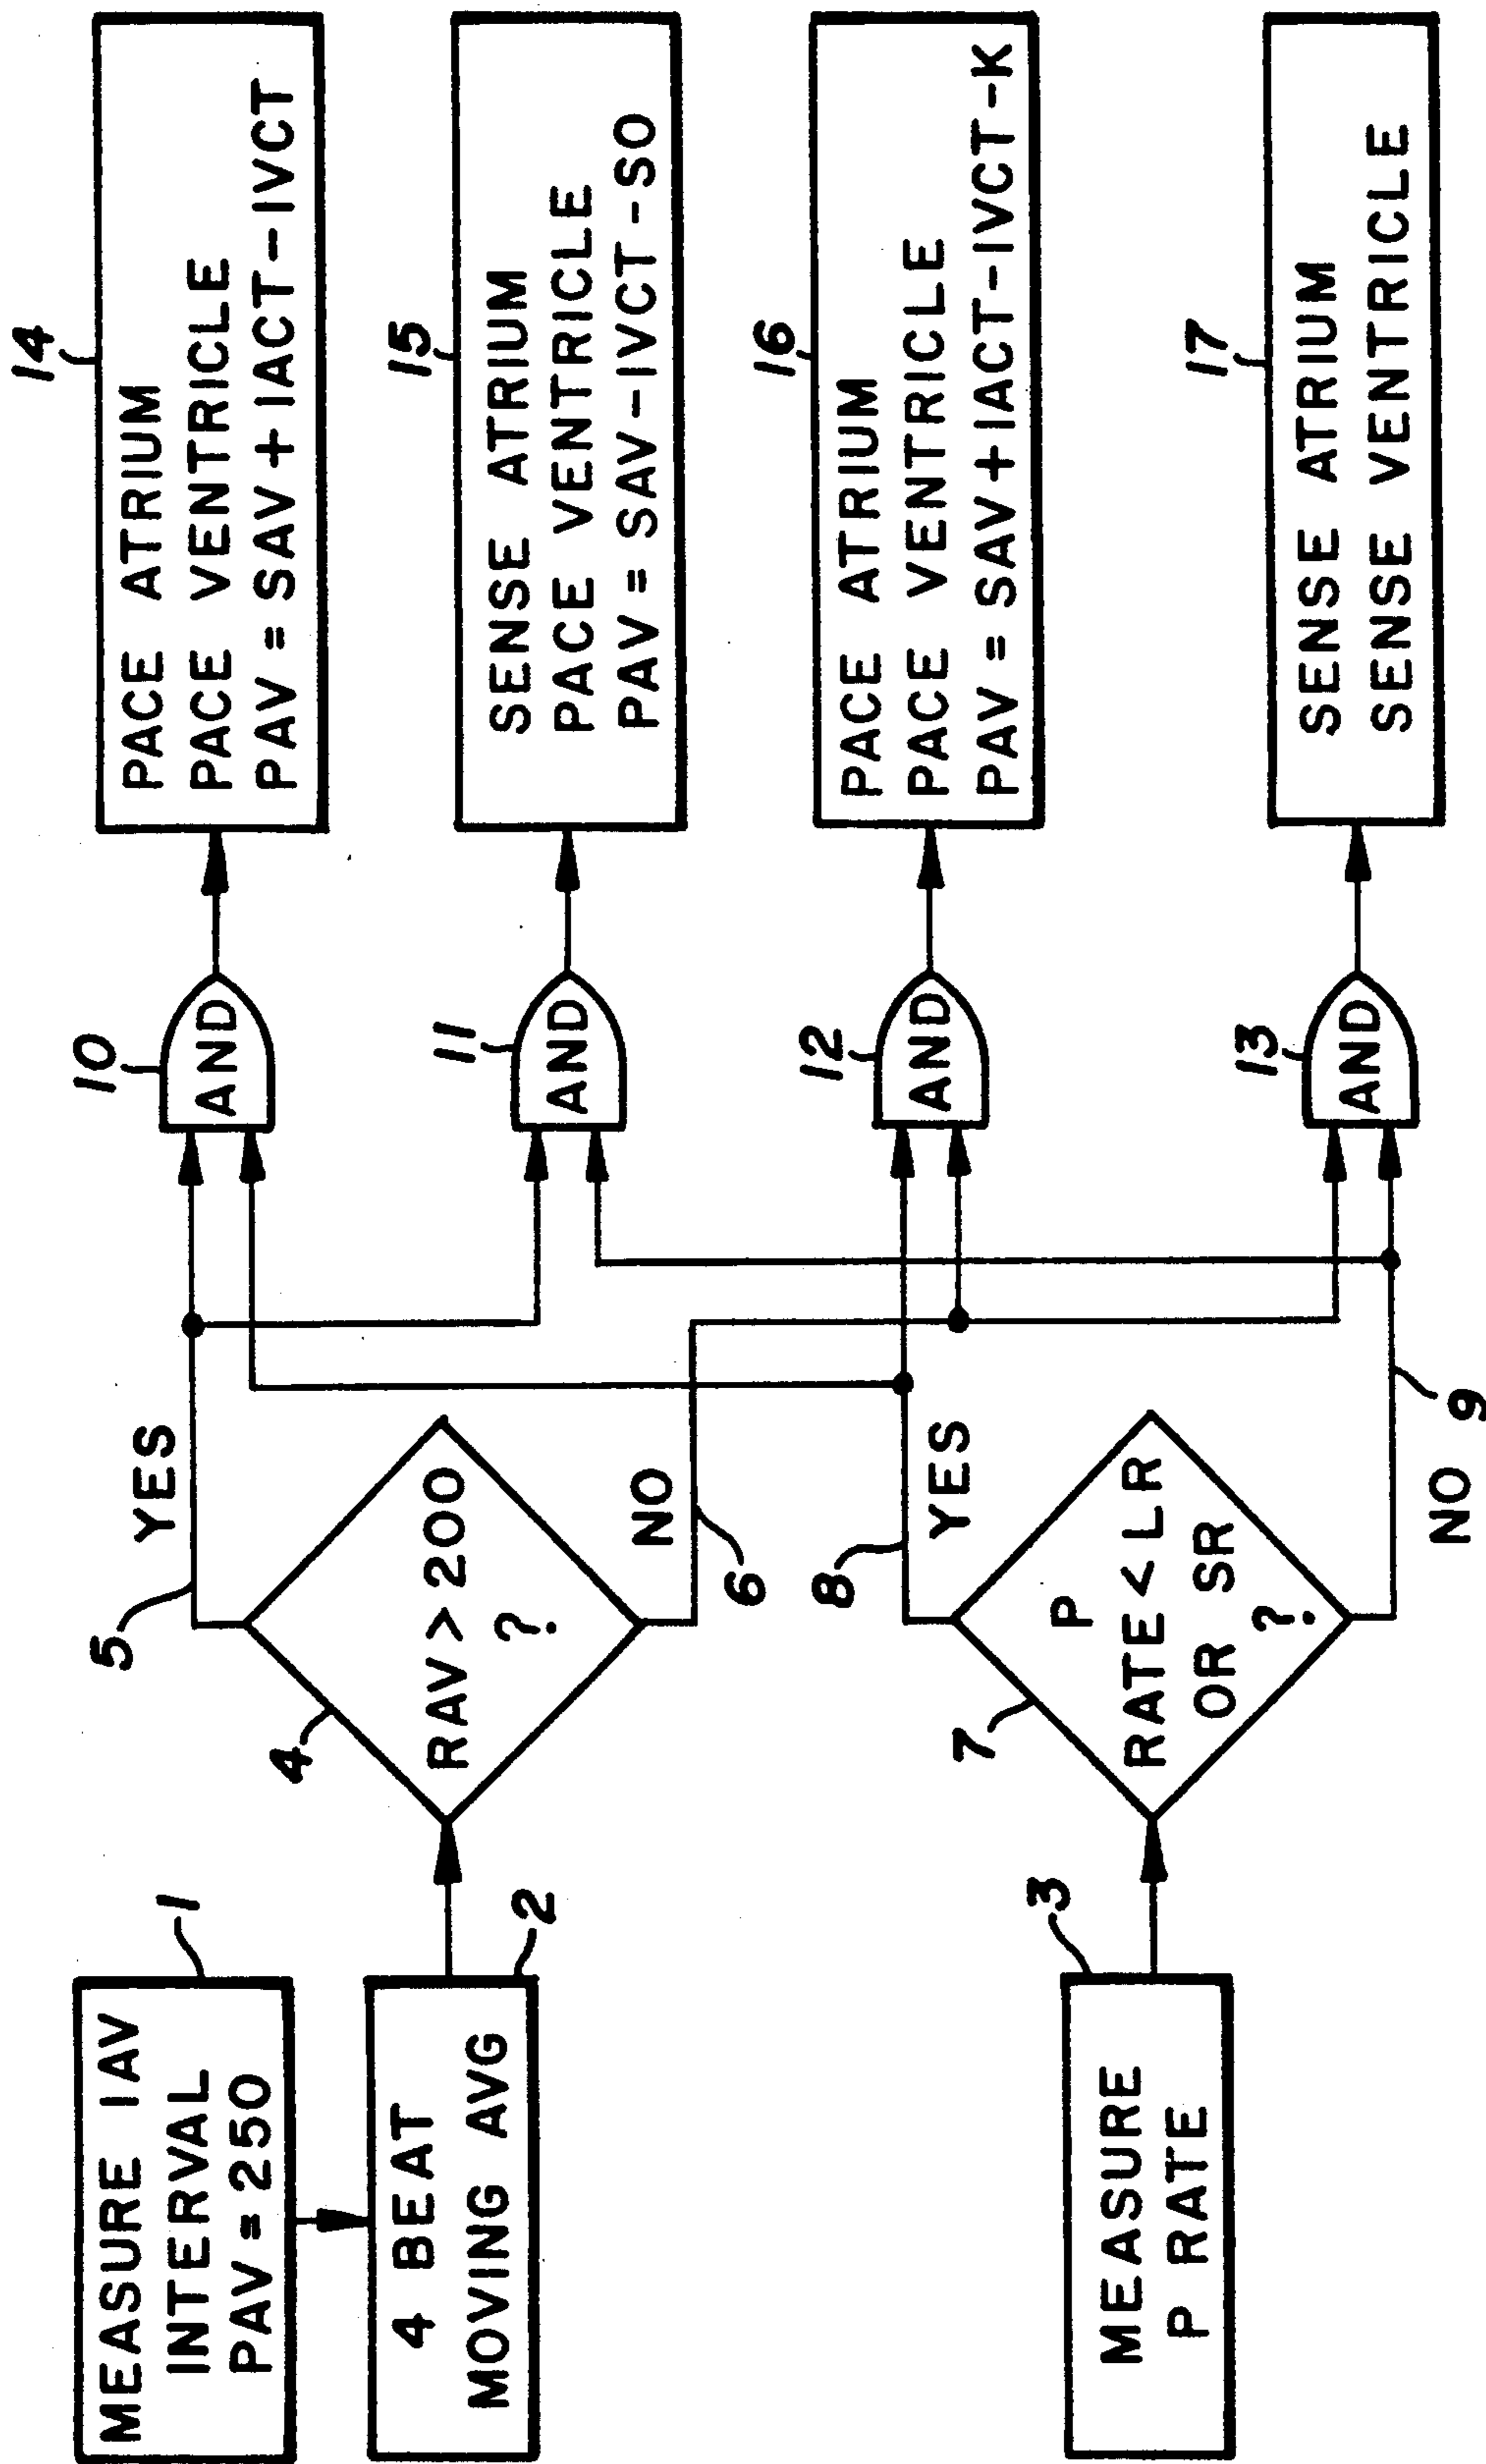 1
MEASURE IAV
INTERVAL
PAV = 250
2
4 BEAT
MOVING AVG
3
MEASURE
P RATE
4
RAV > 200
?
5
YES
NO
6
7
P
RATE < LR
OR SR
?
8
YES
NO
9
10
AND
11
AND
12
AND
13
AND
14
PACE ATRIUM
PACE VENTRICLE
PAV = SAV + IACT - IVCT
15
SENSE ATRIUM
PACE VENTRICLE
PAV = SAV - IVCT - SO
16
PACE ATRIUM
PACE VENTRICLE
PAV = SAV + IACT - IVCT - K
17
SENSE ATRIUM
SENSE VENTRICLE